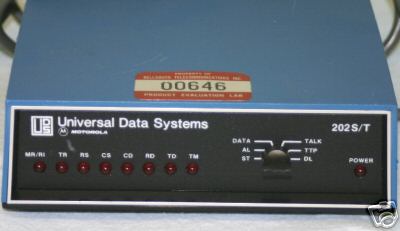 PROPERTY OF
BELLSOUTH TELECOMMUNICATIONS INC.
00646
PRODUCT EVALUATION LAB
UDS Universal Data Systems
MOTOROLA
202 S/T
DATA TALK
MR/RI TR RS CS CD RD TD TM AL TTP
ST DL
POWER